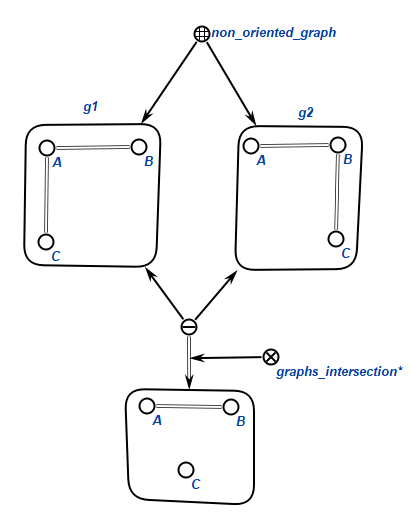 non_oriented_graph
g1
g2
A
B
C
A
B
C
graphs_intersection*
A
B
C